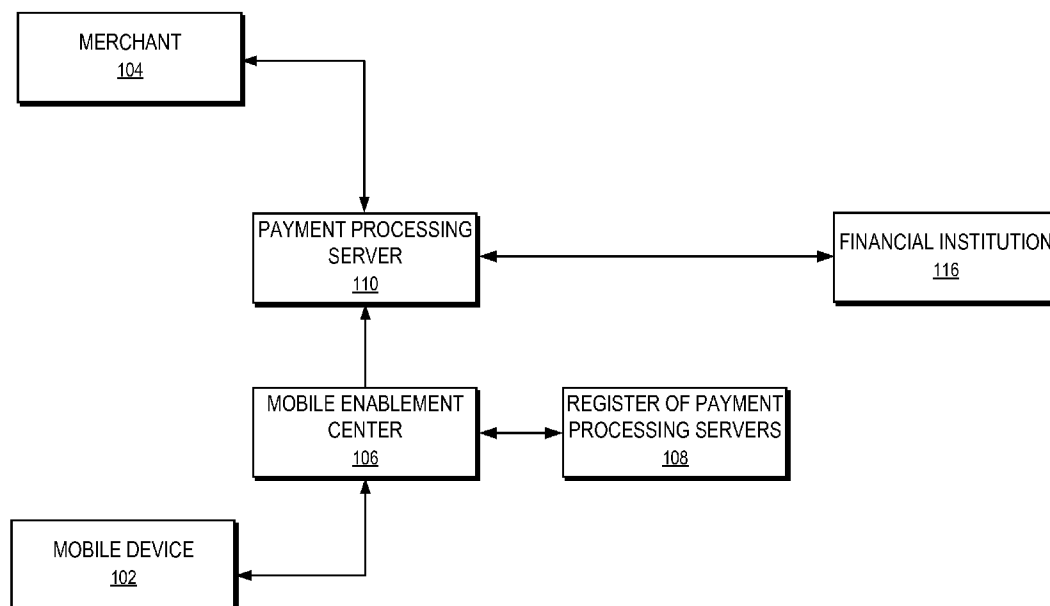 MERCHANT
104
PAYMENT PROCESSING
SERVER
110
FINANCIAL INSTITUTION
116
MOBILE ENABLEMENT
CENTER
106
REGISTER OF PAYMENT
PROCESSING SERVERS
108
MOBILE DEVICE
102